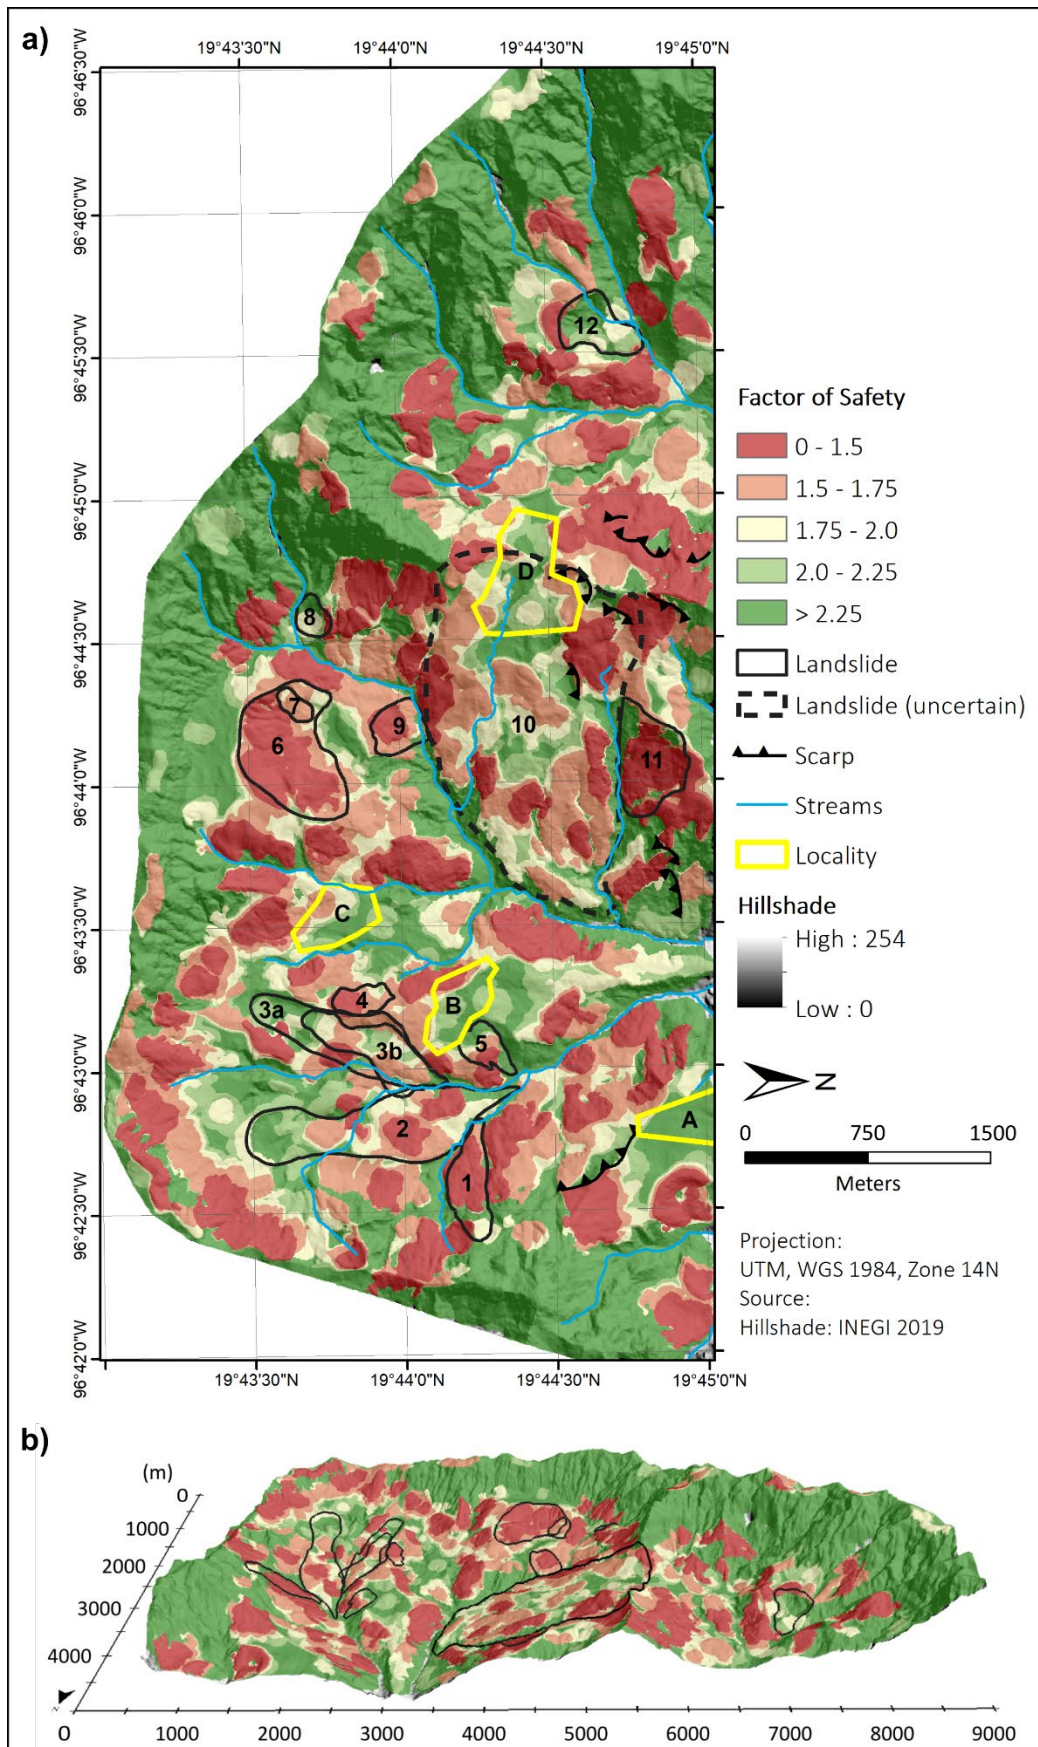 a)
19°43'30"N 19°44'0"N 19°44'30"N 19°45'0"N
96°46'30"W
96°46'0"W
96°45'30"W
96°45'0"W
96°44'30"W
96°44'0"W
96°43'30"W
96°43'0"W
96°42'30"W
96°42'0"W
12
D
8
7
6
9
10
11
C
4
3a
B
3b
5
A
2
1
19°43'30"N 19°44'0"N 19°44'30"N 19°45'0"N
Factor of Safety
0 - 1.5
1.5 - 1.75
1.75 - 2.0
2.0 - 2.25
> 2.25
Landslide
Landslide (uncertain)
Scarp
Streams
Locality
Hillshade
High : 254
Low : 0
N
0 750 1500
Meters
Projection:
UTM, WGS 1984, Zone 14N
Source:
Hillshade: INEGI 2019
b)
(m)
0
1000
2000
3000
4000
N
0 1000 2000 3000 4000 5000 6000 7000 8000 9000